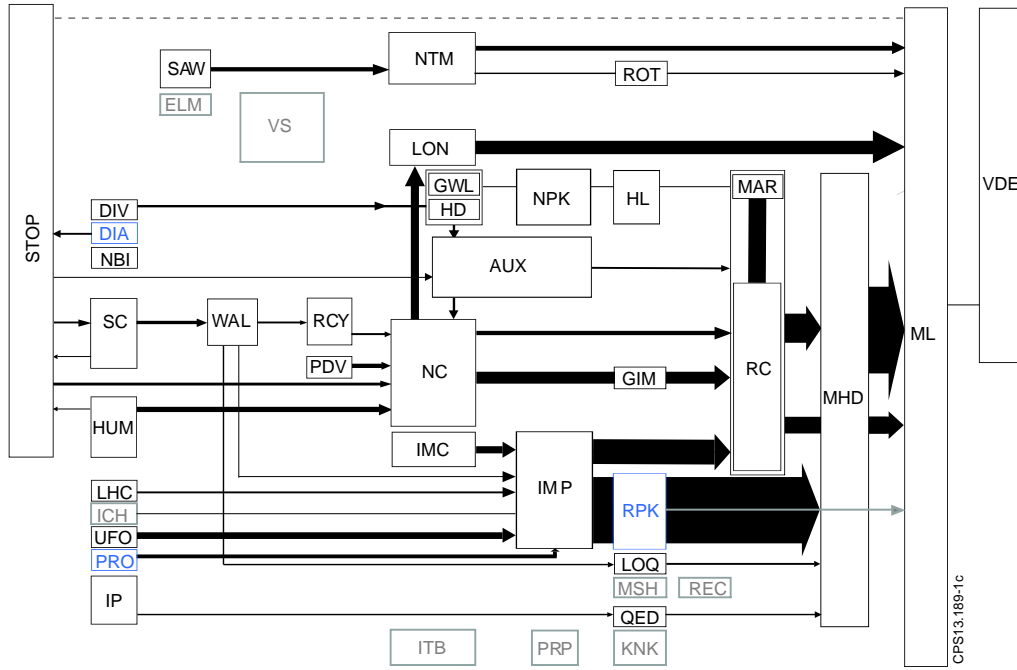 STOP
SAW
ELM
VS
NTM
ROT
LON
GWL
HD
NPK
HL
MAR
DIV
DIA
NBI
AUX
SC
WAL
RCY
PDV
NC
GIM
RC
MHD
ML
VDE
HUM
IMC
IMP
LHC
ICH
UFO
PRO
RPK
LOQ
MSH
REC
IP
QED
ITB
PRP
KNK
CPS13.189-1c